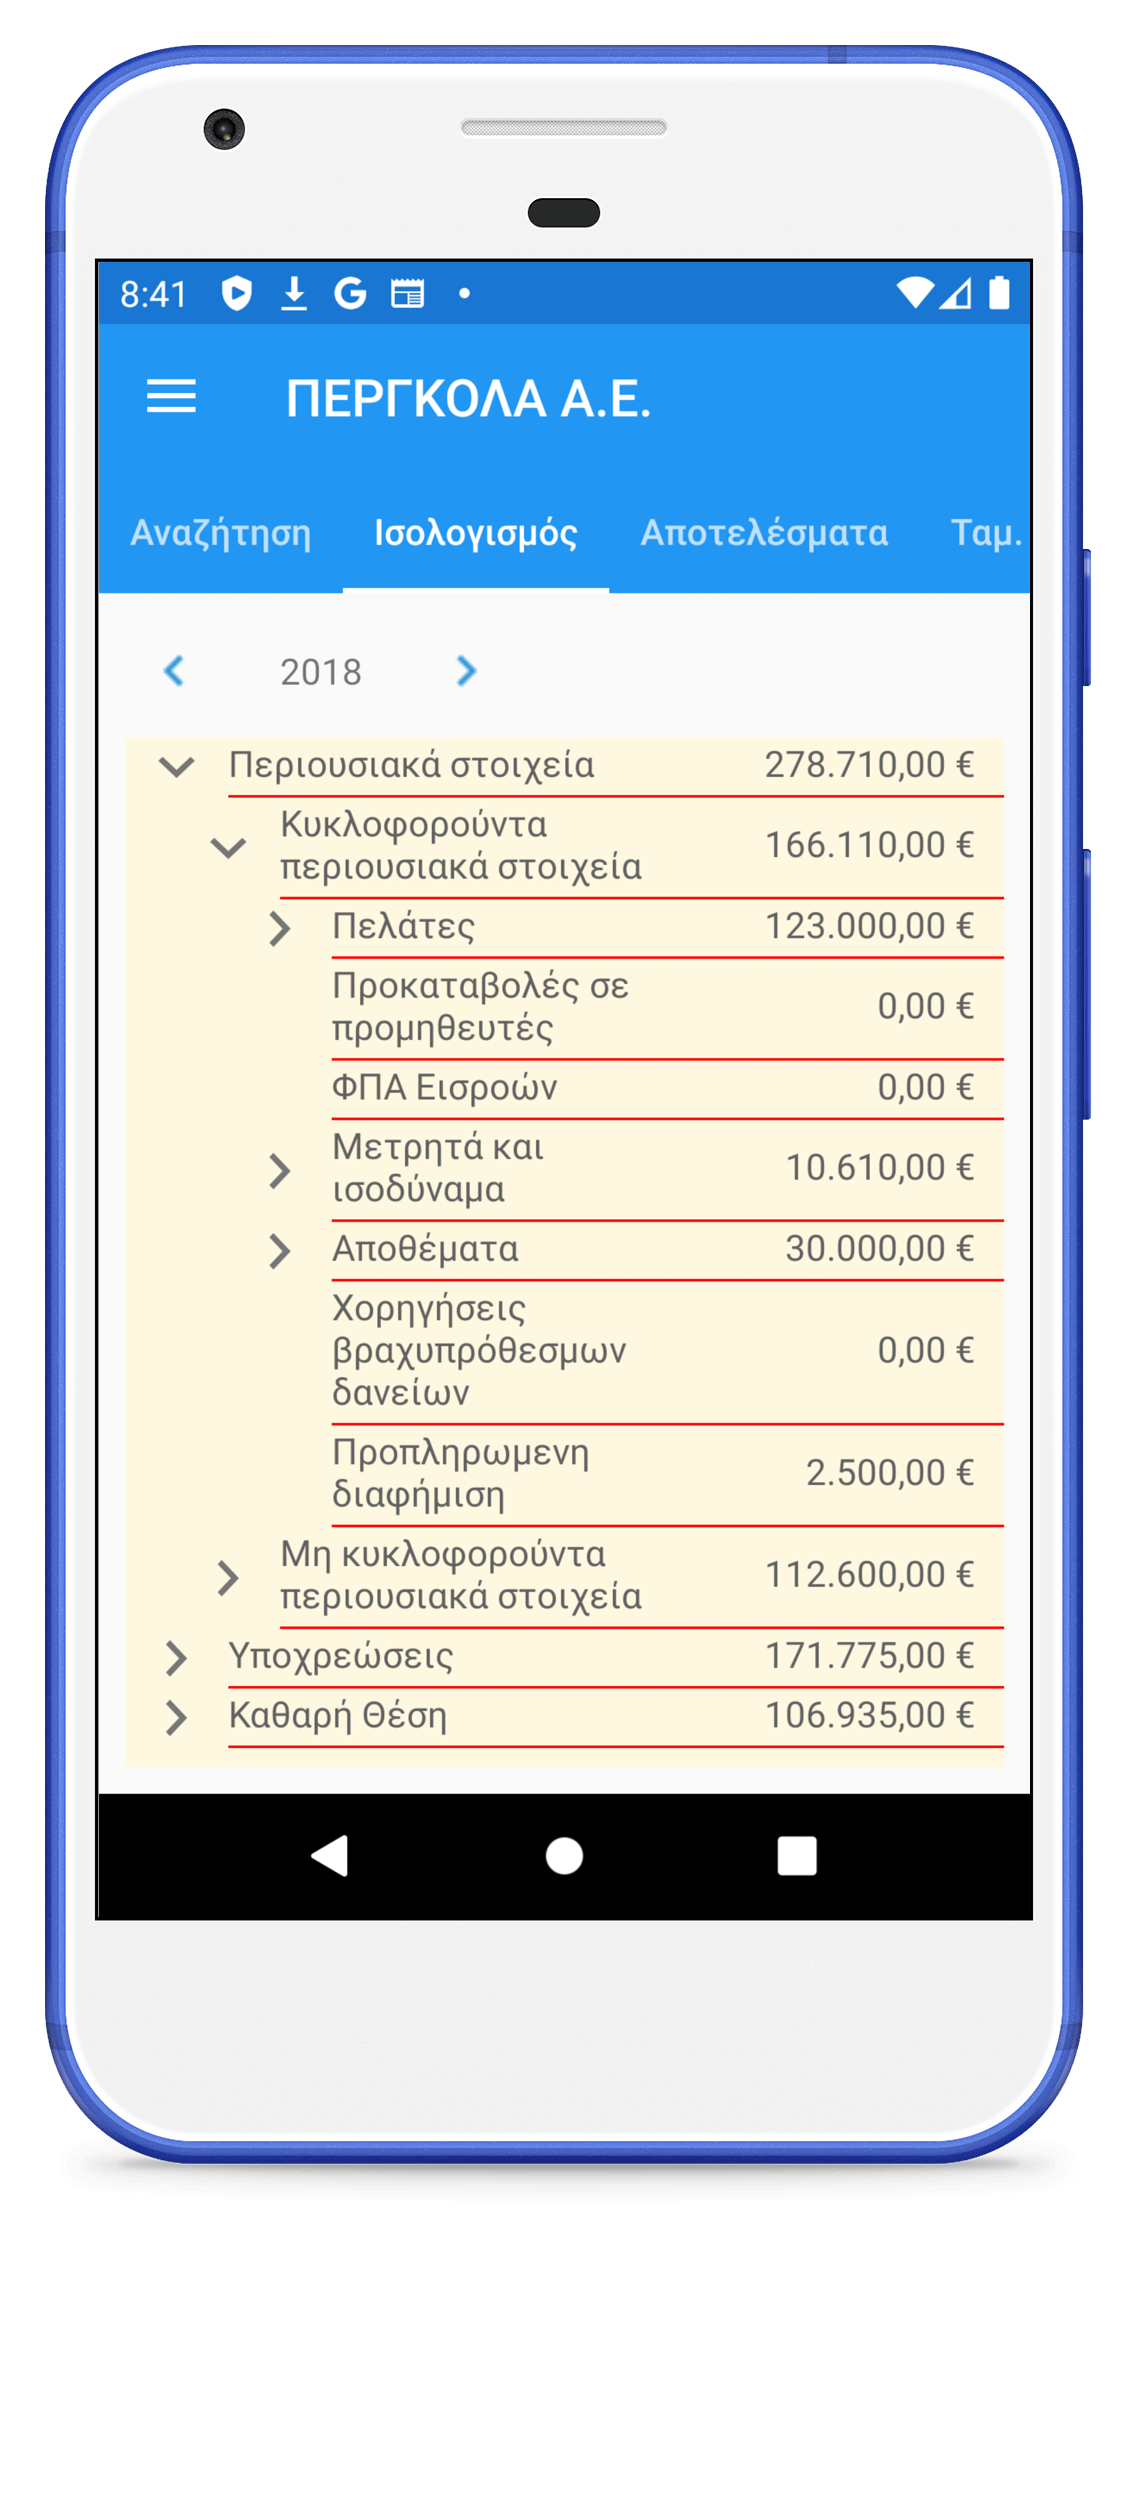 8:41
ΠΕΡΓΚΟΛΑ Α.Ε.
Αναζήτηση Ισολογισμός Αποτελέσματα Ταμ.
2018
Περιουσιακά στοιχεία 278.710,00 €
Κυκλοφορούντα
περιουσιακά στοιχεία 166.110,00 €
Πελάτες 123.000,00 €
Προκαταβολές σε
προμηθευτές 0,00 €
ΦΠΑ Εισροών 0,00 €
Μετρητά και
ισοδύναμα 10.610,00 €
Αποθέματα 30.000,00 €
Χορηγήσεις
βραχυπρόθεσμων 0,00 €
δανείων
Προπληρωμενη
διαφήμιση 2.500,00 €
Μη κυκλοφορούντα
περιουσιακά στοιχεία 112.600,00 €
Υποχρεώσεις 171.775,00 €
Καθαρή Θέση 106.935,00 €